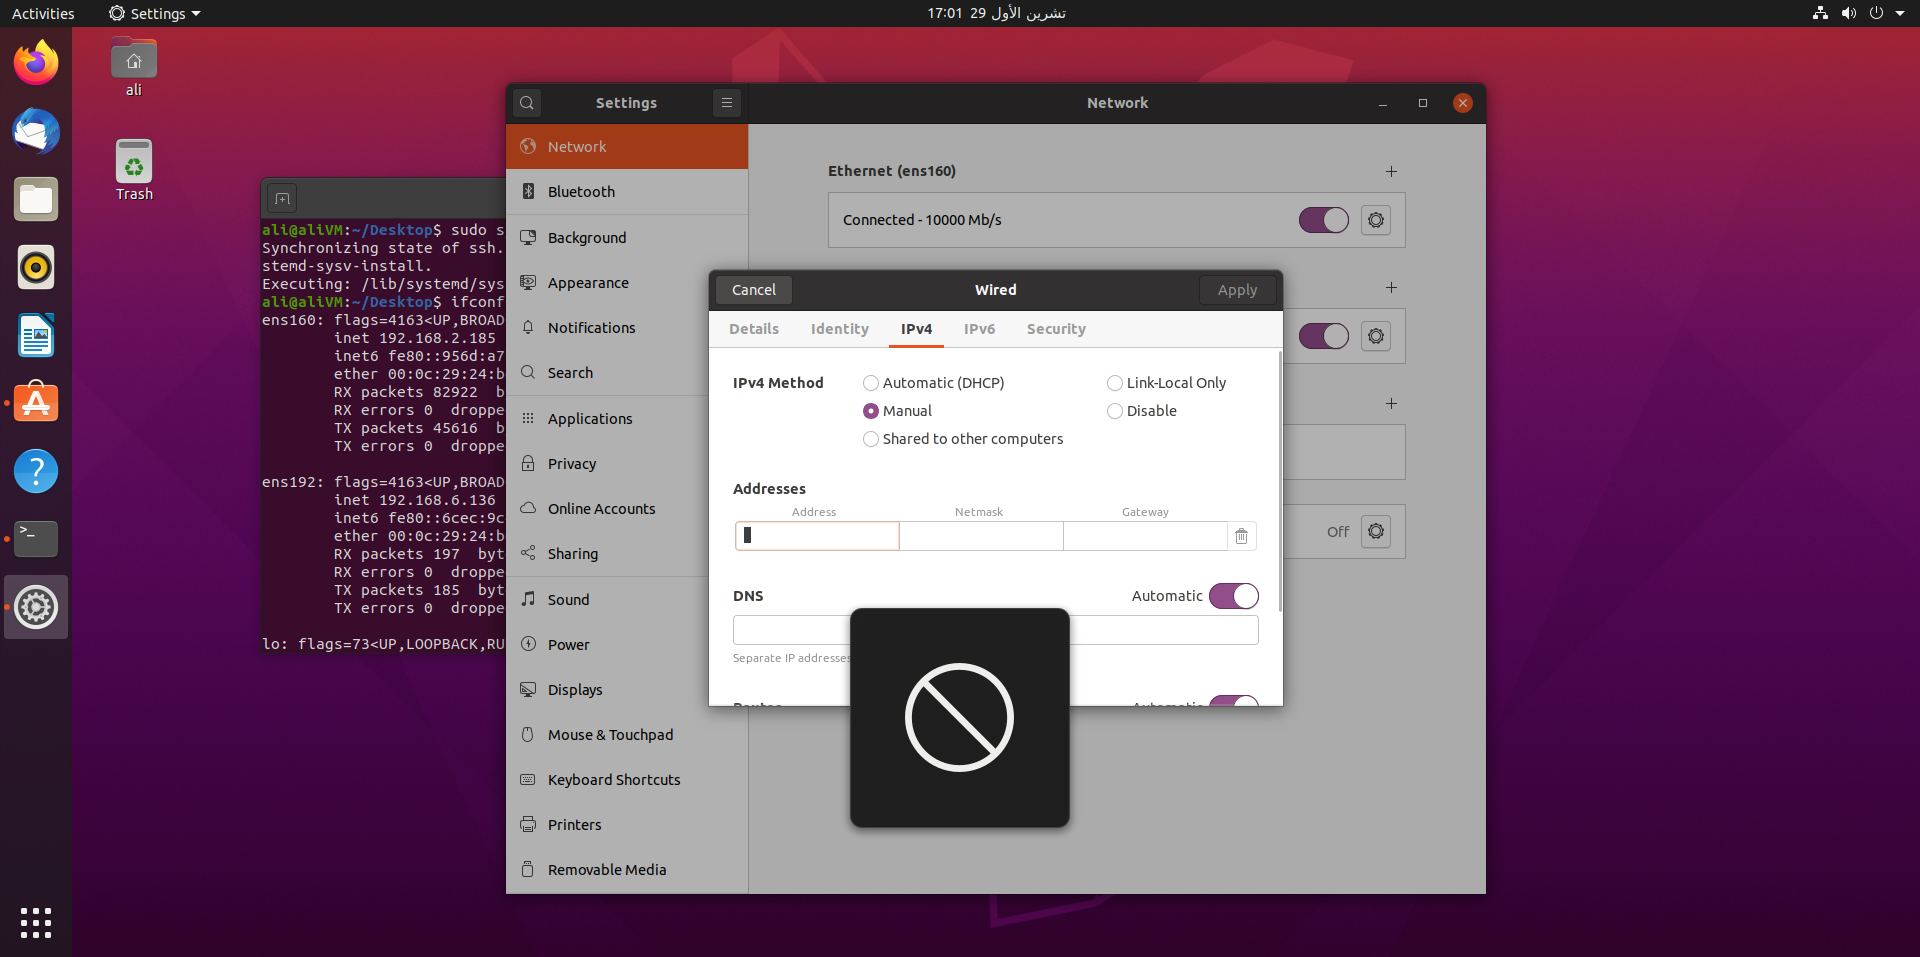 Activities
Settings
17:01 29 تشرين الأول
ali
Trash
Settings
Network
Network
Bluetooth
Background
Appearance
Notifications
Search
Applications
Privacy
Online Accounts
Sharing
Sound
Power
Displays
Mouse & Touchpad
Keyboard Shortcuts
Printers
Removable Media
Ethernet (ens160)
Connected - 10000 Mb/s
Off
ali@aliVM:~/Desktop$ sudo s
Synchronizing state of ssh.
stemd-sysv-install.
Executing: /lib/systemd/sys
ali@aliVM:~/Desktop$ ifconf
ens160: flags=4163<UP,BROAD
inet 192.168.2.185
inet6 fe80::956d:a7
ether 00:0c:29:24:b
RX packets 82922 b
RX errors 0 droppe
TX packets 45616 b
TX errors 0 droppe
ens192: flags=4163<UP,BROAD
inet 192.168.6.136
inet6 fe80::6cec:9c
ether 00:0c:29:24:b
RX packets 197 byt
RX errors 0 droppe
TX packets 185 byt
TX errors 0 droppe
lo: flags=73<UP,LOOPBACK,RU
Cancel
Wired
Apply
Details
Identity
IPv4
IPv6
Security
IPv4 Method
Automatic (DHCP)
Link-Local Only
Manual
Disable
Shared to other computers
Addresses
Address
Netmask
Gateway
DNS
Automatic
Separate IP addresses
Routes
Automatic